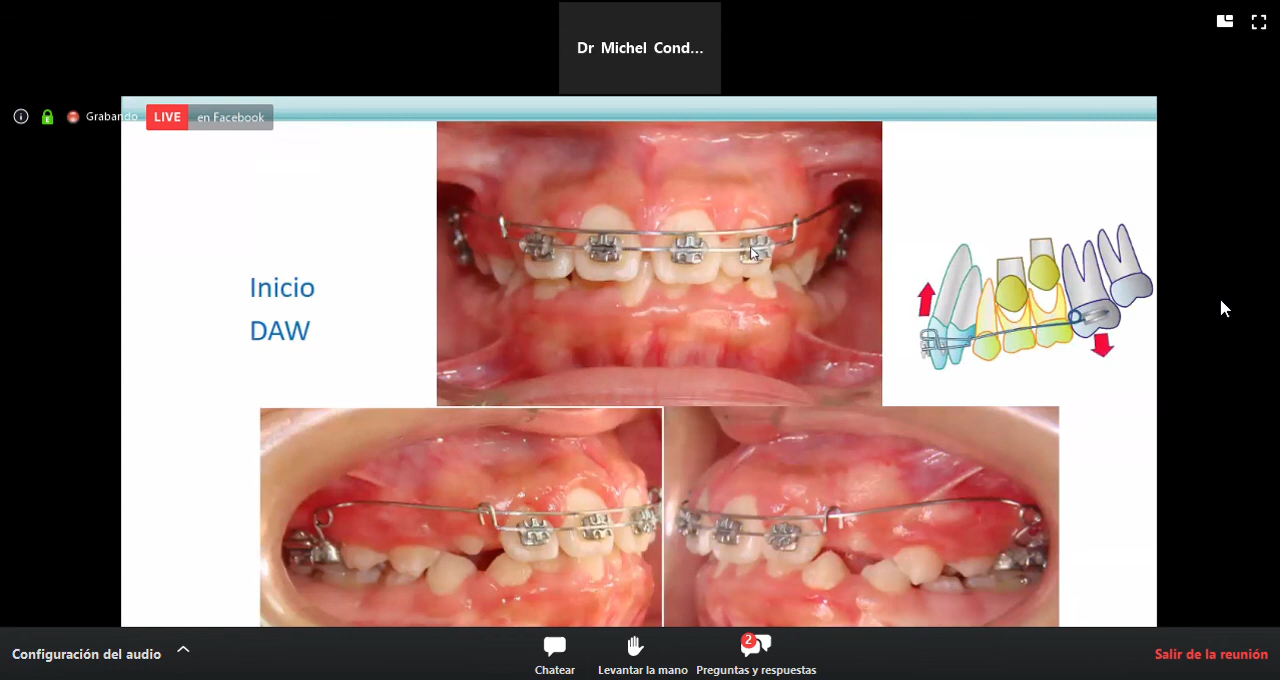 Dr Michel Cond...
Grabando
LIVE en Facebook
Inicio
DAW
Configuración del audio
Chatear
Levantar la mano
2
Preguntas y respuestas
Salir de la reunión